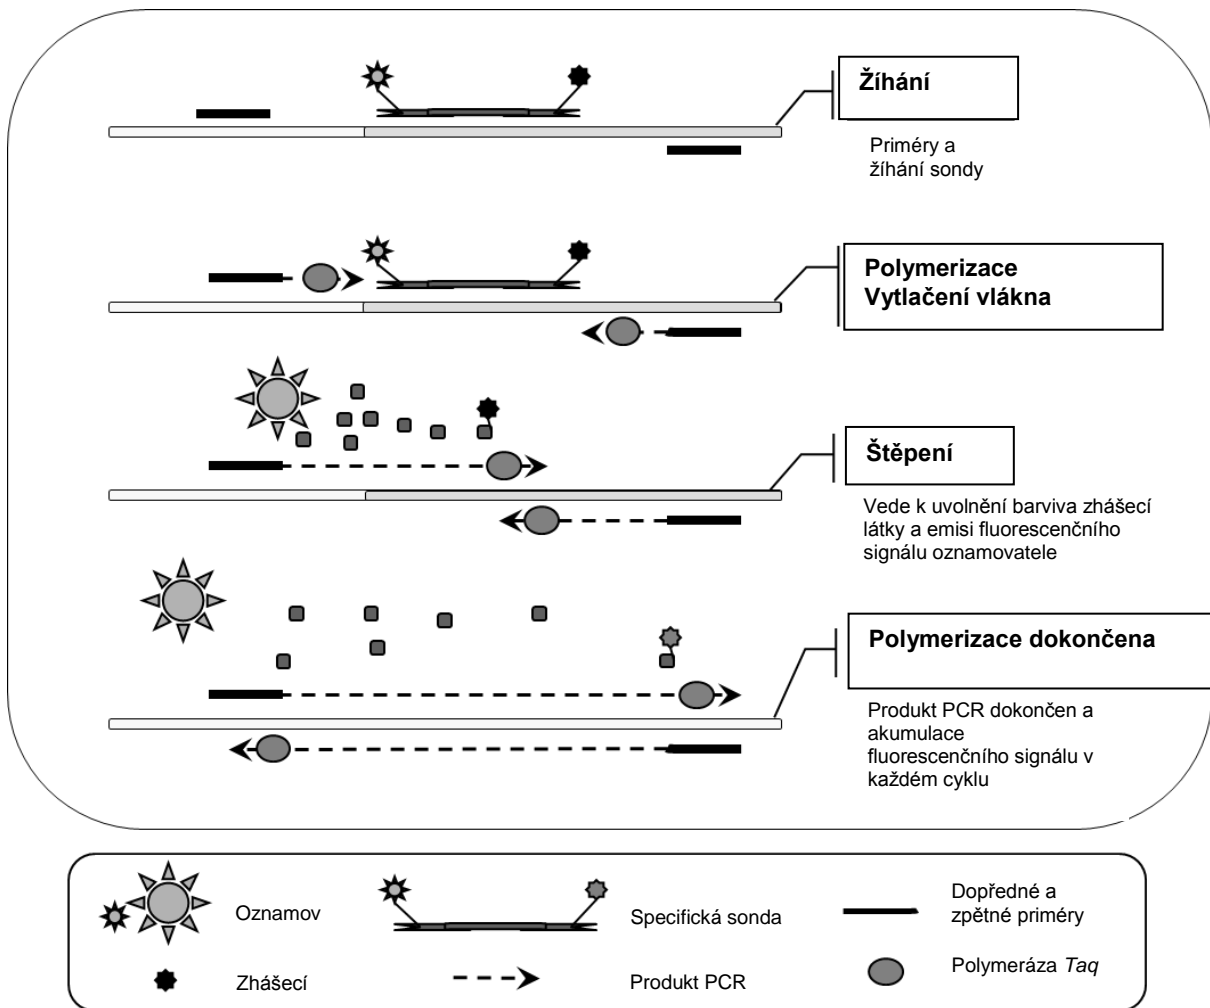 Žíhání
Priméry a
žíhání sondy
Polymerizace
Vytlačení vlákna
Štěpení
Vede k uvolnění barviva zhášecí
látky a emisi fluorescenčního
signálu oznamovatele
Polymerizace dokončena
Produkt PCR dokončen a
akumulace
fluorescenčního signálu v
každém cyklu
Oznamov
Specifická sonda
Dopředné a
zpětné priméry
Zhášecí
Produkt PCR
Polymeráza Taq